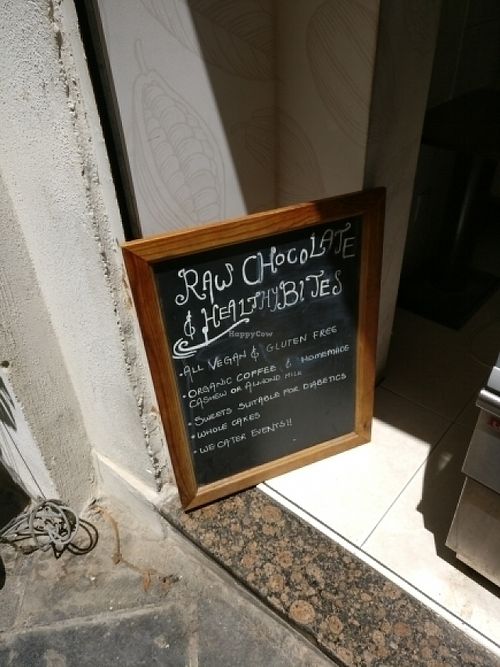 RAW CHOCOLATE
& HEALTHY BITES
HappyCow
• ALL VEGAN & GLUTEN FREE
• ORGANIC COFFEE & HOMEMADE
CASHEW OR ALMOND MILK
• SWEETS SUITABLE FOR DIABETICS
• WHOLE CAKES
• WE CATER EVENTS!!